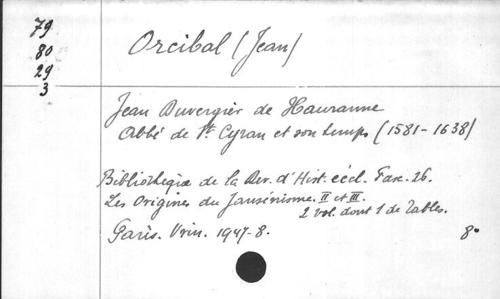 79
80
29
3
Orcibal (Jean)
Jean Duvergier de Hauranne
Abbé de St. Cyran et son temps (1581-1638)
de la Rev. d'Hist. eccl. Fasc. 26.
Les Origines du Jansénisme. II et III.
2 vol. dont 1 de Tables.
Paris. Vrin. 1947-8.
8º